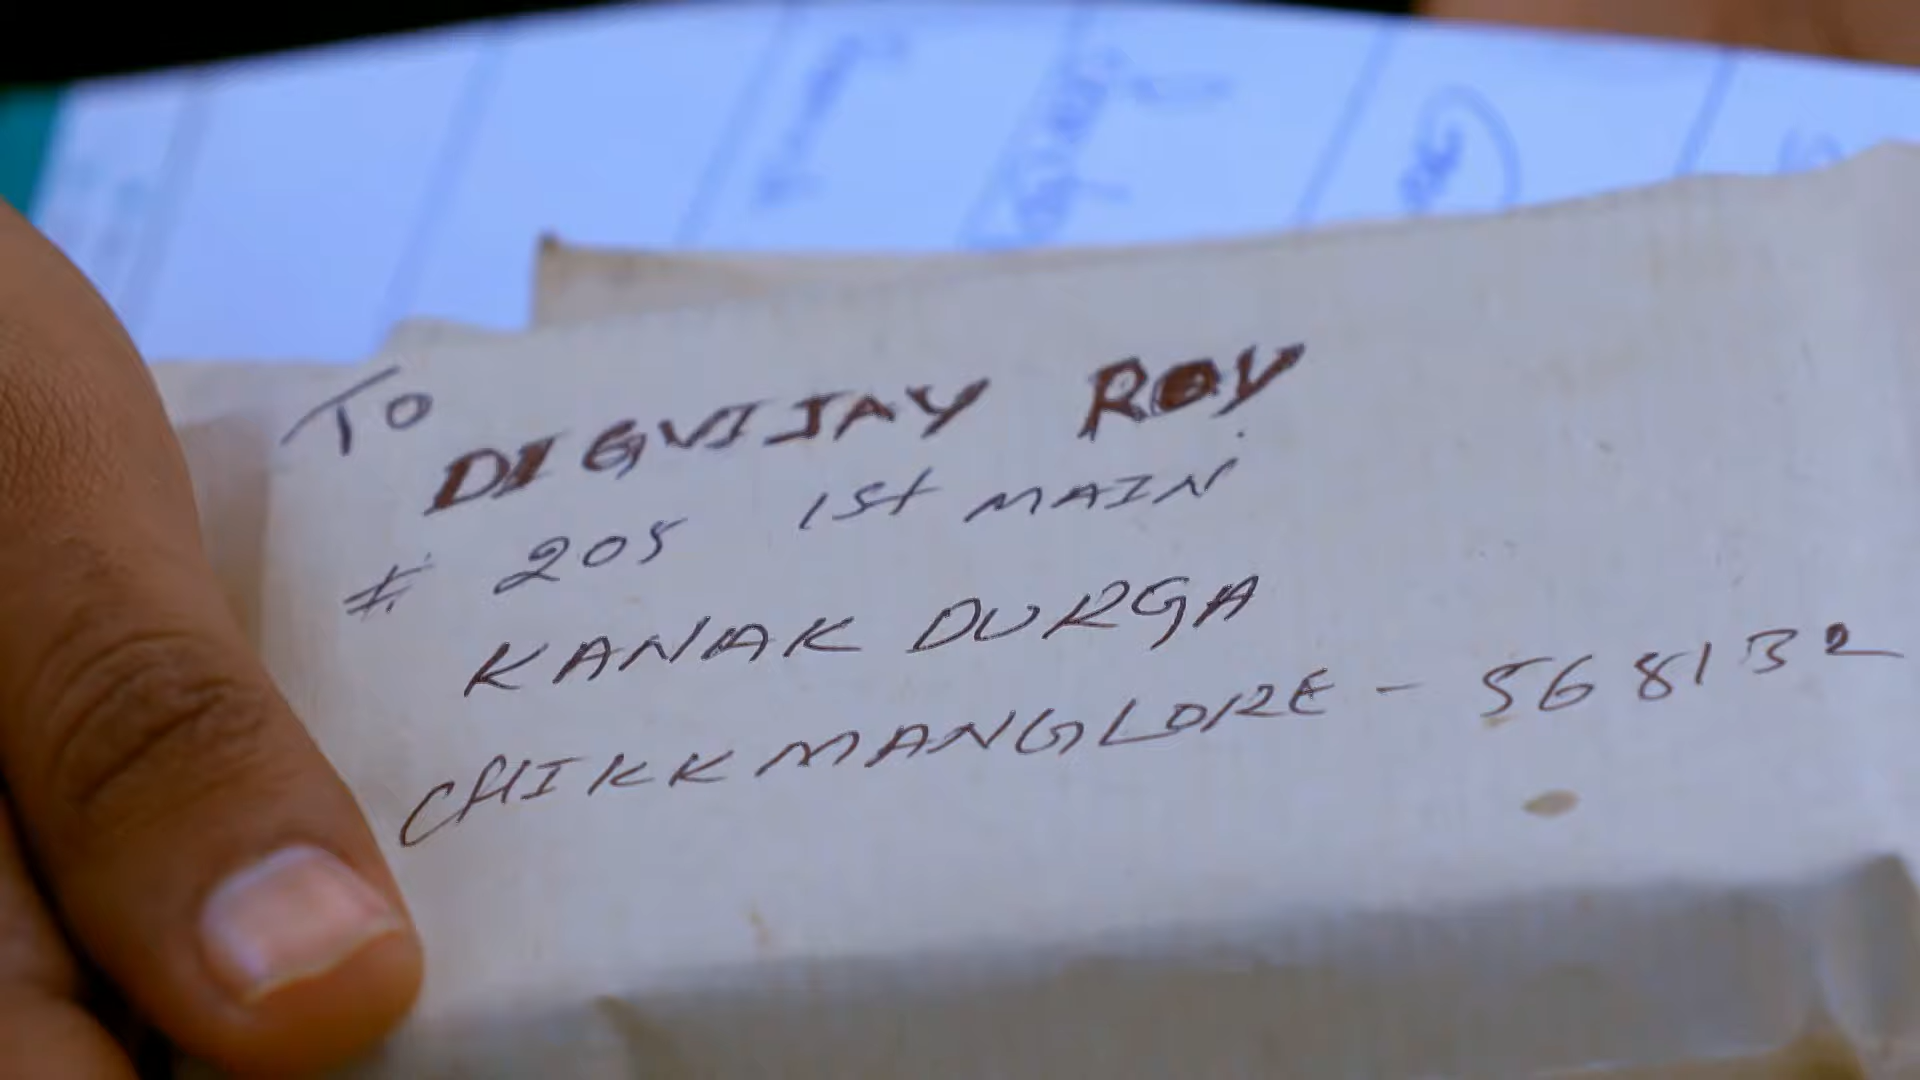 To
DIGVIJAY ROY
# 205 1st MAIN
KANAK DURGA
CHIKKMANGLORE - 568132